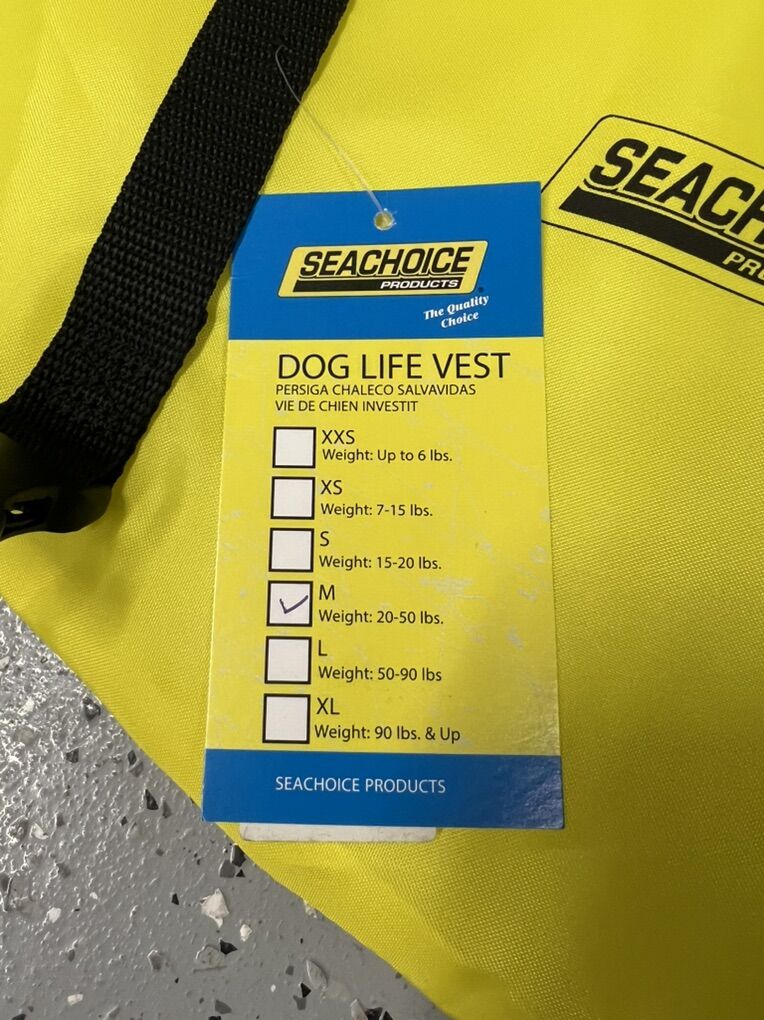 SEACHOICE
PRODUCTS
The Quality
Choice
DOG LIFE VEST
PERSIGA CHALECO SALVAVIDAS
VIE DE CHIEN INVESTIT
XXS
Weight: Up to 6 lbs.
XS
Weight: 7-15 lbs.
S
Weight: 15-20 lbs.
M
Weight: 20-50 lbs.
L
Weight: 50-90 lbs
XL
Weight: 90 lbs. & Up
SEACHOICE PRODUCTS